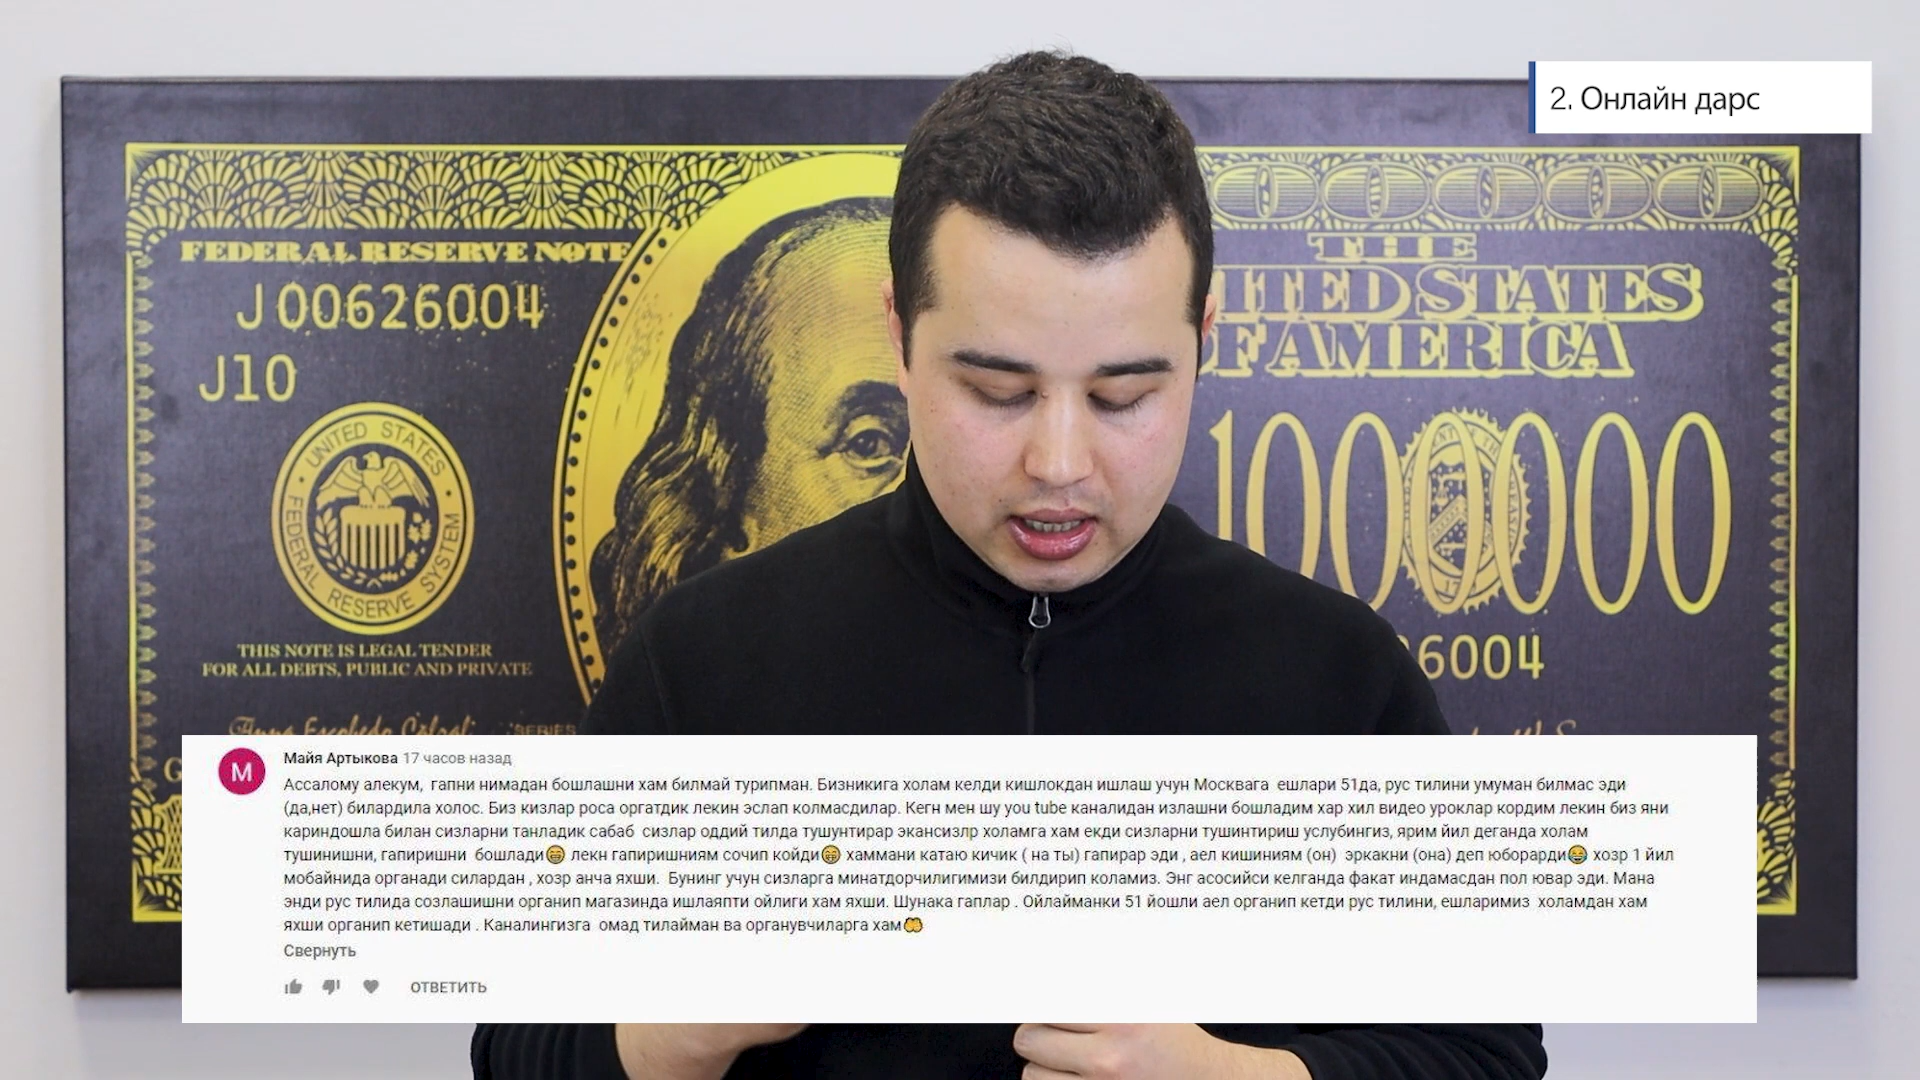 2. Онлайн дарс
FEDERAL RESERVE NOTE
THE
ITED STATES
F AMERICA
J 00626004
J10
UNITED STATES
FEDERAL RESERVE SYSTEM
100000
THIS NOTE IS LEGAL TENDER
FOR ALL DEBTS, PUBLIC AND PRIVATE
6004
SERIES
Майя Артыкова 17 часов назад
М
Ассалому алекум, гапни нимадан бошлашни хам билмай турипман. Бизникига холам келди кишлокдан ишлаш учун Москвага ешлари 51да, рус тилини умуман билмас эди
(да,нет) билардила холос. Биз кизлар роса оргатдик лекин эслап колмасдилар. Кегн мен шу you tube каналидан излашни бошладим хар хил видео уроклар кордим лекин биз яни
кариндошла билан сизларни танладик сабаб сизлар оддий тилда тушунтирар экансизлр холамга хам екди сизларни тушинтириш услубингиз, ярим йил деганда холам
тушинишни, гапиришни бошлади😁 лекн гапиришниям сочип койди😁 хаммани катаю кичик ( на ты) гапирар эди , аел кишиниям (он) эркакни (она) деп юборарди😂 хозр 1 йил
мобайнида органади силардан , хозр анча яхши. Бунинг учун сизларга минатдорчилигимизи билдирип коламиз. Энг асосийси келганда факат индамасдан пол ювар эди. Мана
энди рус тилида созлашишни органип магазинда ишлаяпти ойлиги хам яхши. Шунака гаплар . Ойлайманки 51 йошли аел органип кетди рус тилини, ешларимиз холамдан хам
яхши органип кетишади . Каналингизга омад тилайман ва органувчиларга хам🤲
Свернуть
ОТВЕТИТЬ